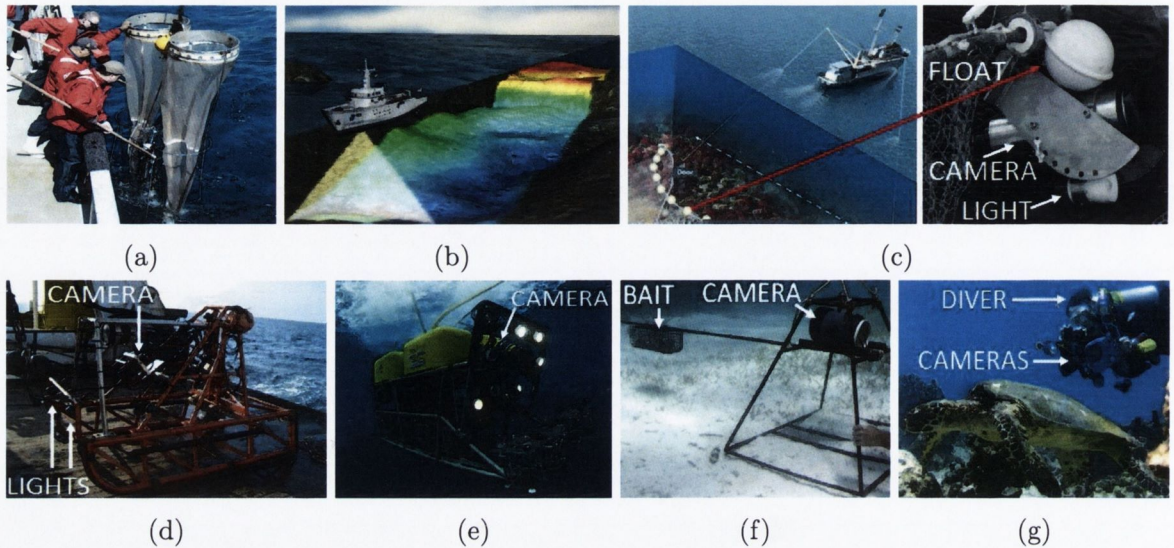 FLOAT
CAMERA
LIGHT
(a)
(b)
(c)
CAMERA
LIGHTS
CAMERA
BAIT CAMERA
DIVER
CAMERAS
(d)
(e)
(f)
(g)